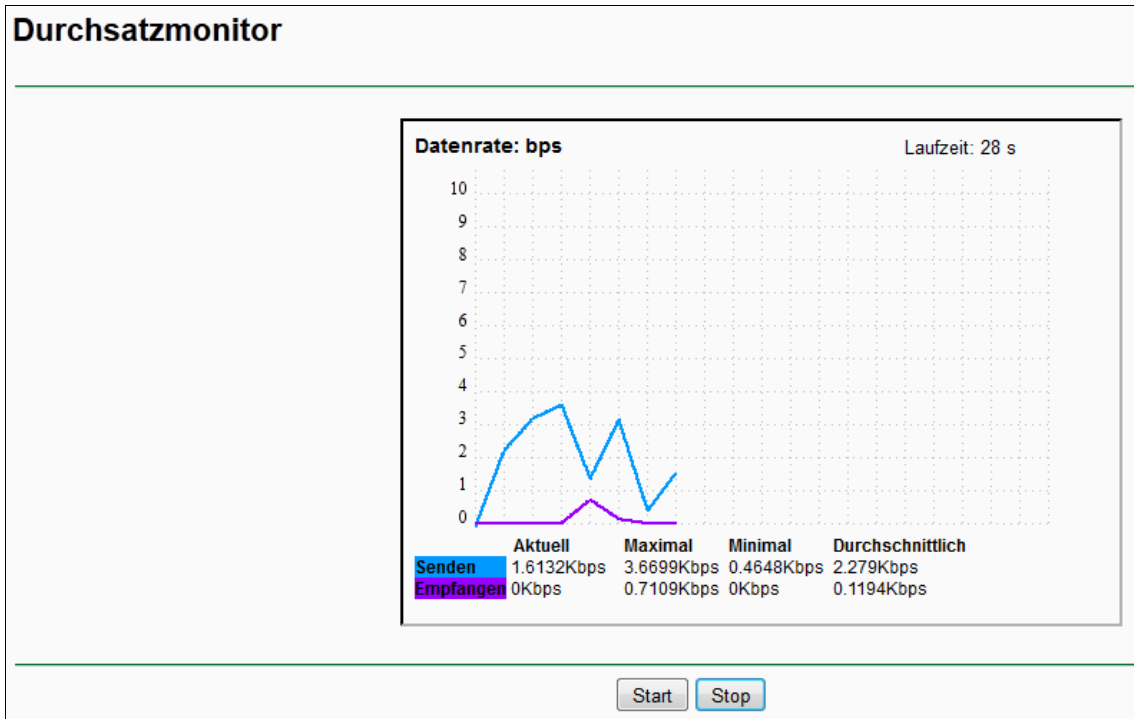 Durchsatzmonitor
Datenrate: bps
Laufzeit: 28 s
10
9
8
7
6
5
4
3
2
1
0
Aktuell Maximal Minimal Durchschnittlich
Senden 1.6132Kbps 3.6699Kbps 0.4648Kbps 2.279Kbps
Empfangen 0Kbps 0.7109Kbps 0Kbps 0.1194Kbps
Start Stop